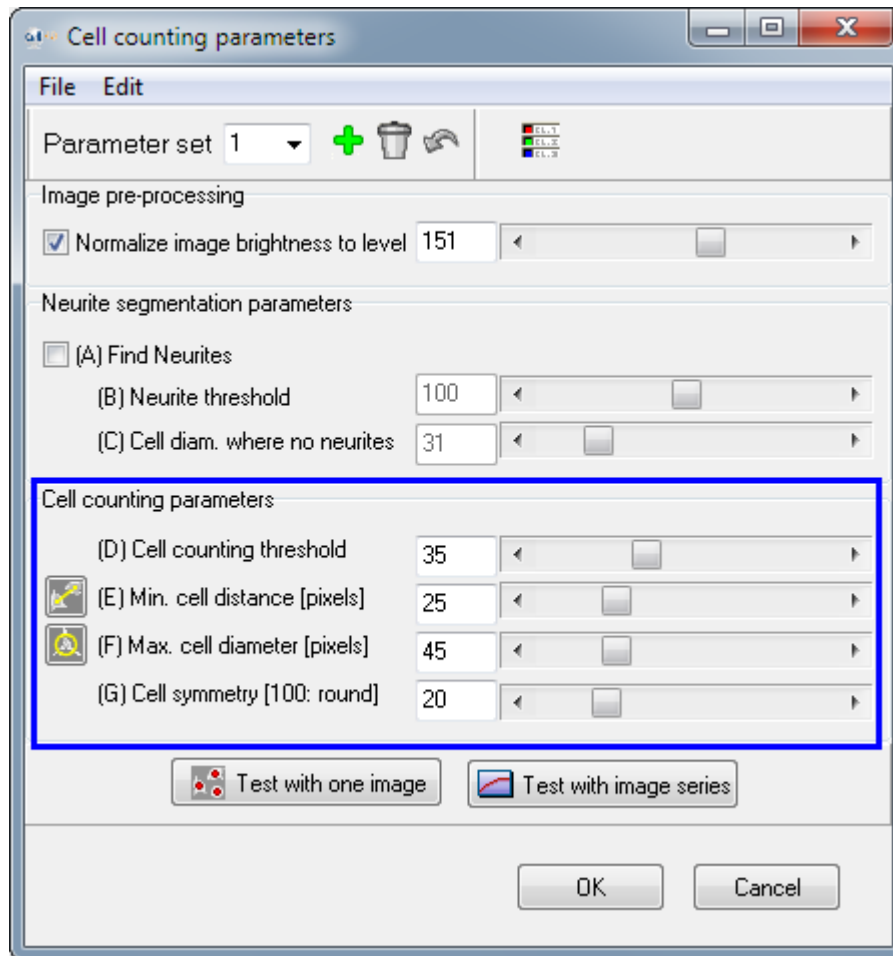 Cell counting parameters
File Edit
Parameter set 1
Image pre-processing
Normalize image brightness to level 151
Neurite segmentation parameters
(A) Find Neurites
(B) Neurite threshold 100
(C) Cell diam. where no neurites 31
Cell counting parameters
(D) Cell counting threshold 35
(E) Min. cell distance [pixels] 25
(F) Max. cell diameter [pixels] 45
(G) Cell symmetry [100: round] 20
Test with one image Test with image series
OK Cancel